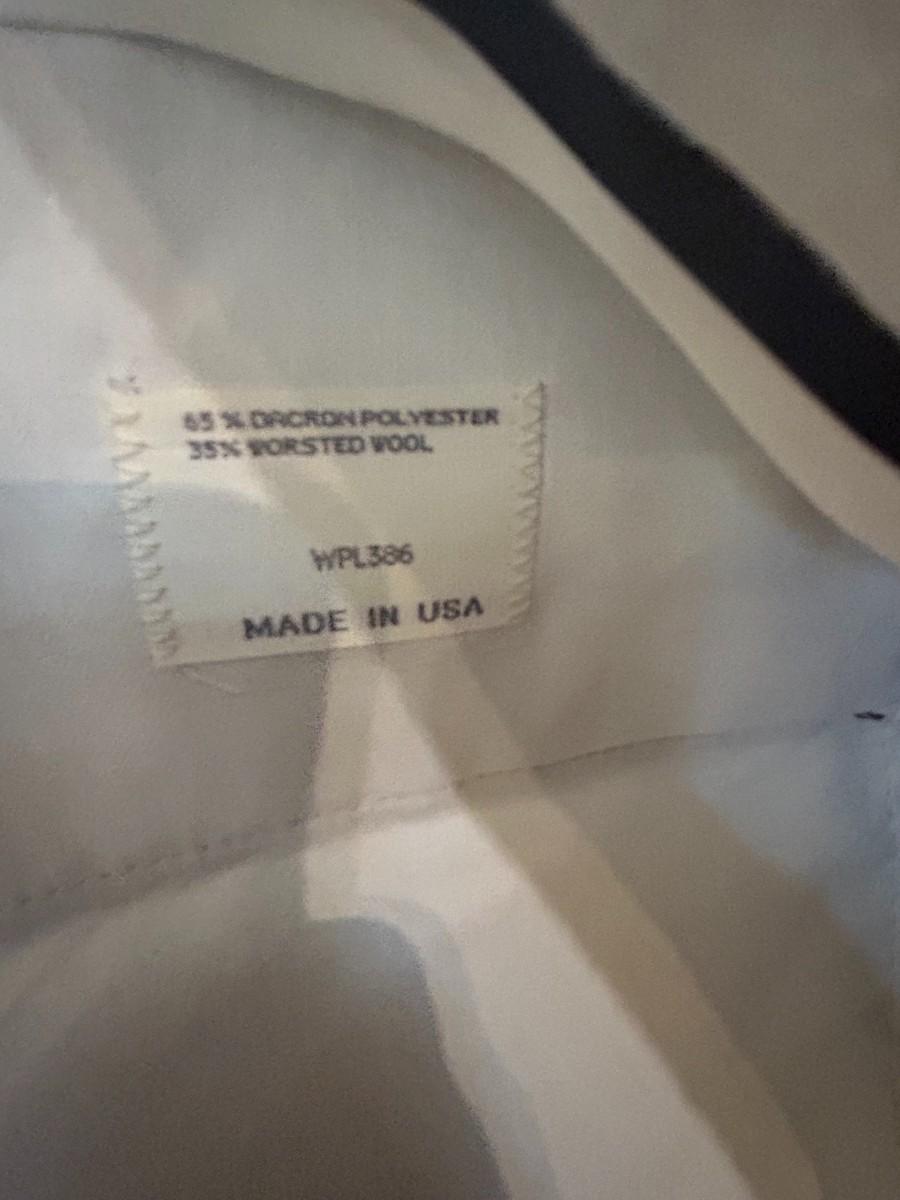 65 % DACRON POLYESTER
35% WORSTED WOOL
WPL386
MADE IN USA